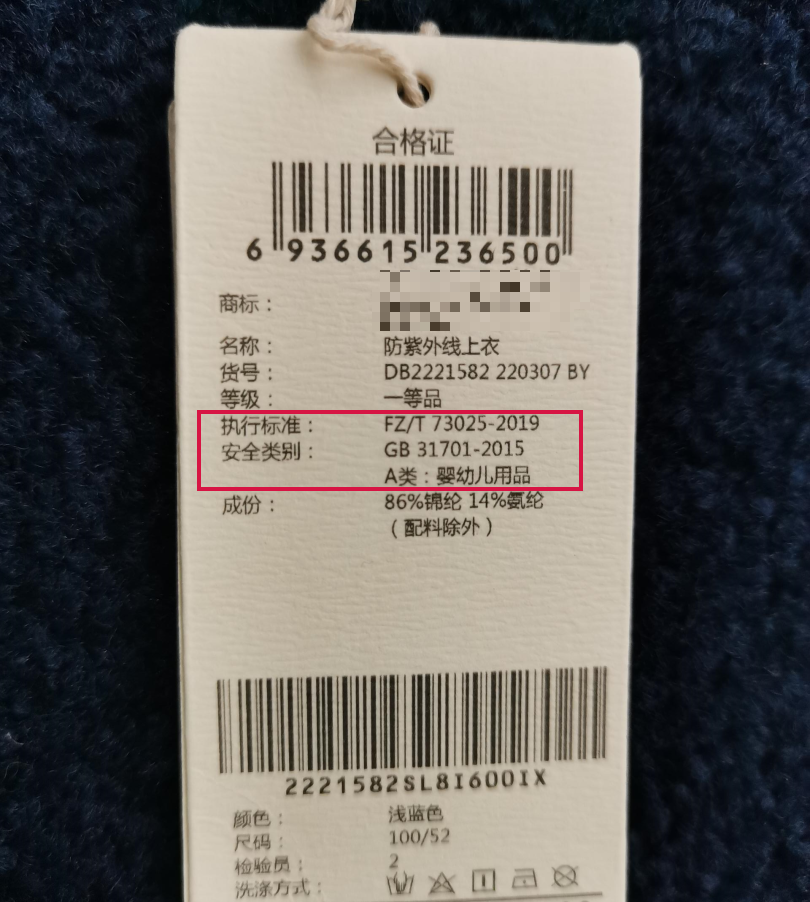 合格证
6 936615 236500
商标：
名称： 防紫外线上衣
货号： DB2221582 220307 BY
等级： 一等品
执行标准： FZ/T 73025-2019
安全类别： GB 31701-2015
A类：婴幼儿用品
成份： 86%锦纶 14%氨纶
（配料除外）
2221582SL8I600IX
颜色： 浅蓝色
尺码： 100/52
检验员： 2
洗涤方式：